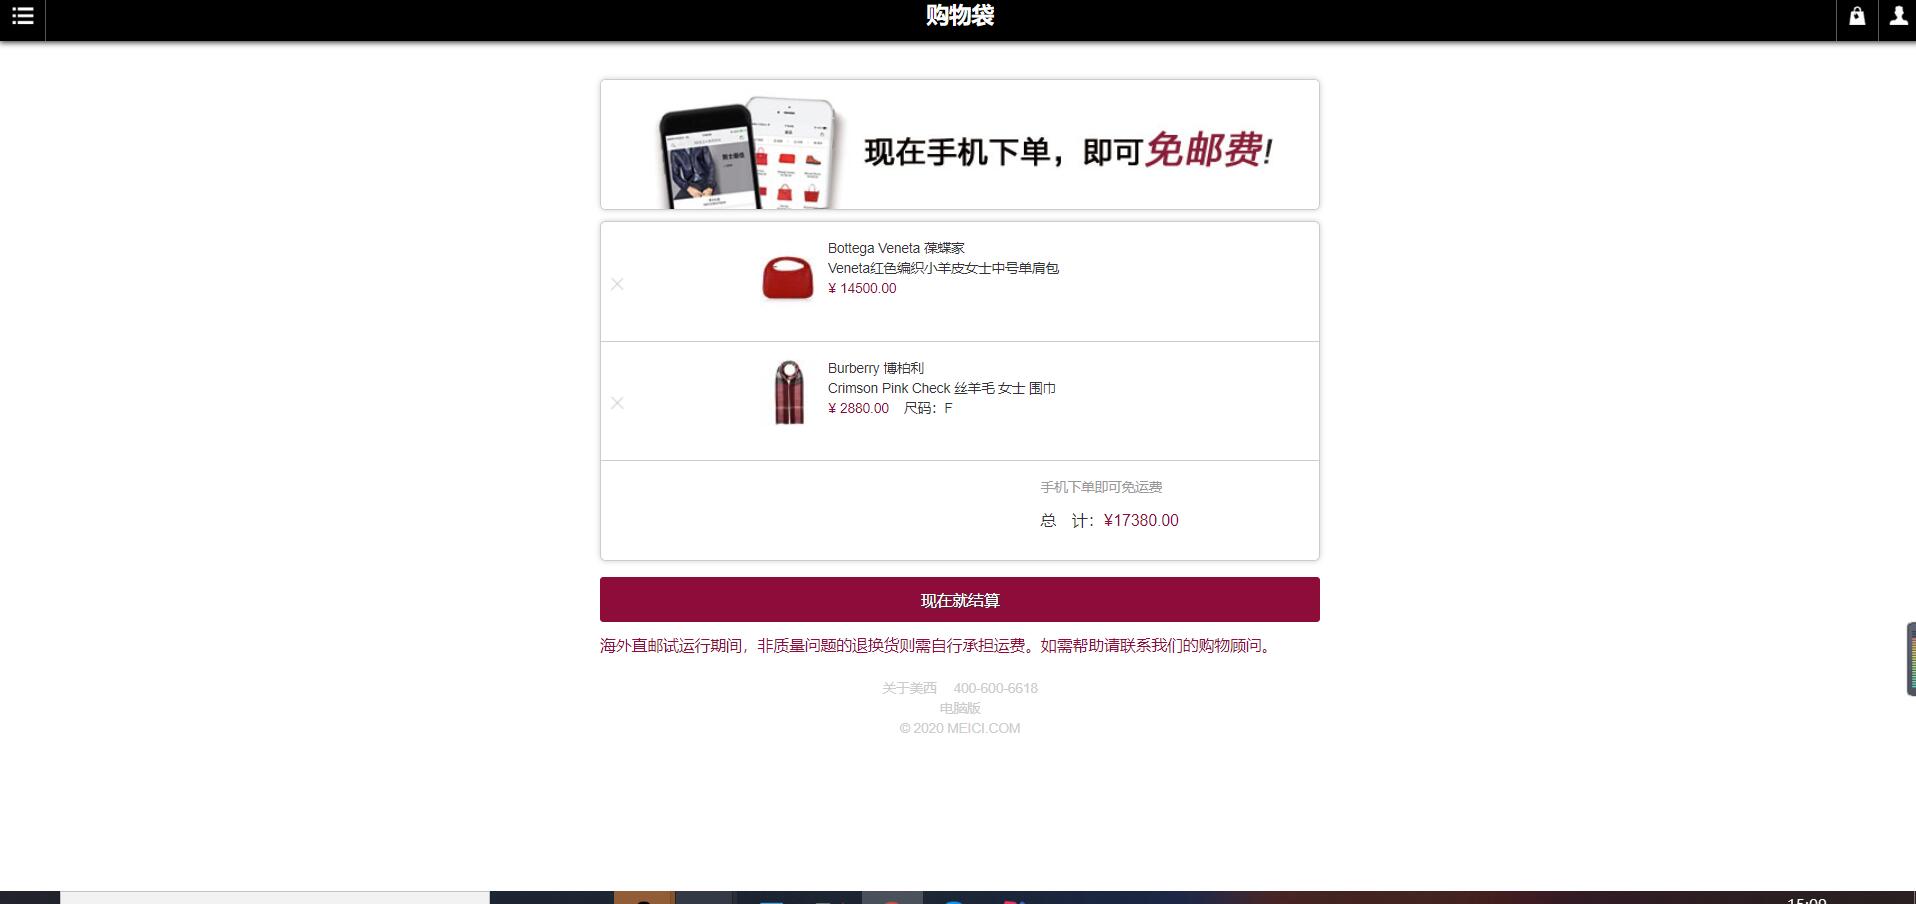 购物袋
现在手机下单，即可免邮费!
Bottega Veneta 葆蝶家
Veneta红色编织小羊皮女士中号单肩包
¥ 14500.00
Burberry 博柏利
Crimson Pink Check 丝羊毛 女士 围巾
¥ 2880.00 尺码：F
手机下单即可免运费
总 计：¥17380.00
现在就结算
海外直邮试运行期间，非质量问题的退换货则需自行承担运费。如需帮助请联系我们的购物顾问。
关于美西 400-600-6618
电脑版
© 2020 MEICI.COM